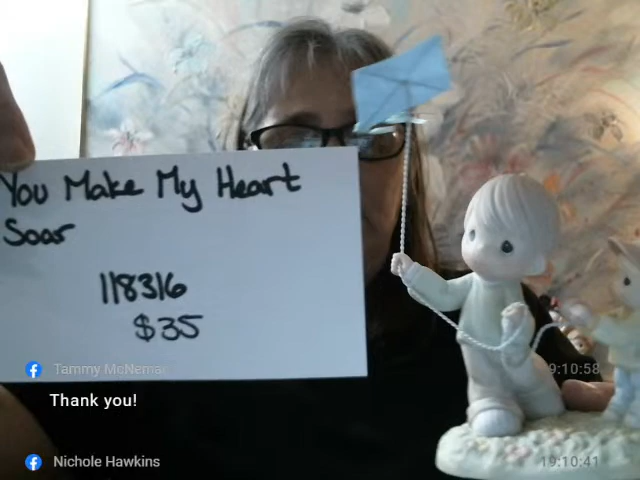 You Make My Heart
Soar
118316
$35
Tammy McNemar
9:10:58
Thank you!
Nichole Hawkins
19:10:41